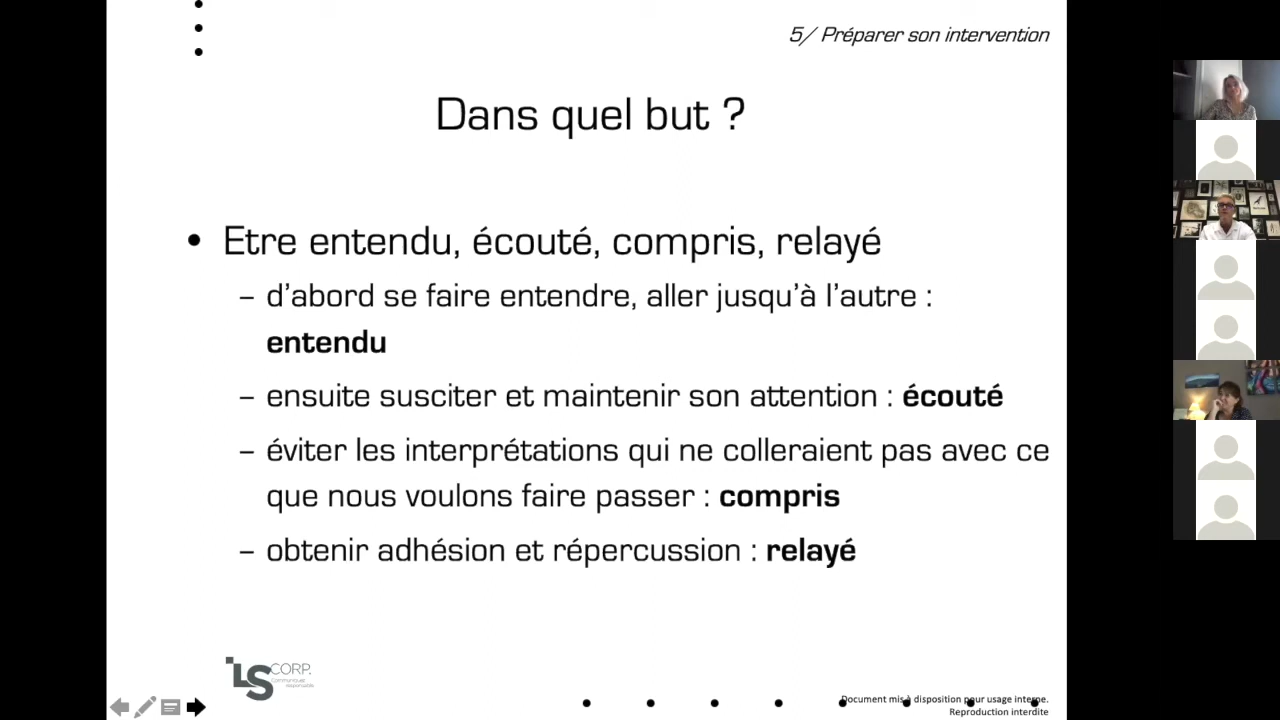 5/ Préparer son intervention
Dans quel but ?
• Etre entendu, écouté, compris, relayé
– d’abord se faire entendre, aller jusqu’à l’autre :
entendu
– ensuite susciter et maintenir son attention : écouté
– éviter les interprétations qui ne colleraient pas avec ce
que nous voulons faire passer : compris
– obtenir adhésion et répercussion : relayé
LS CORP.
Communiquez
responsable
Document mis à disposition pour usage interne.
Reproduction interdite